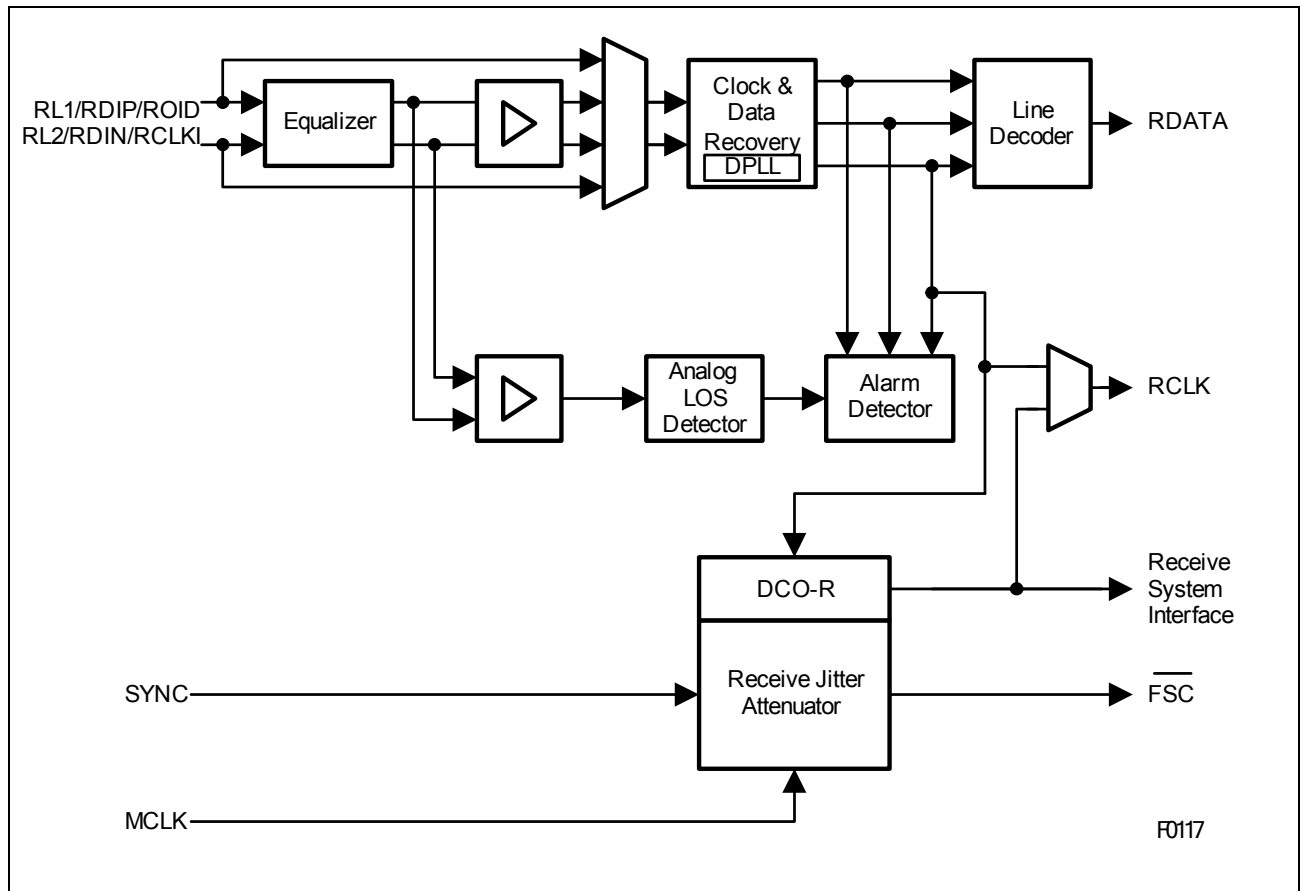 RL1/RDIP/ROID
RL2/RDIN/RCLKI
Equalizer
Clock &
Data
Recovery
DPLL
Line
Decoder
RDATA
Analog
LOS
Detector
Alarm
Detector
RCLK
DCO-R
Receive
System
Interface
SYNC
Receive Jitter
Attenuator
FSC
MCLK
F0117